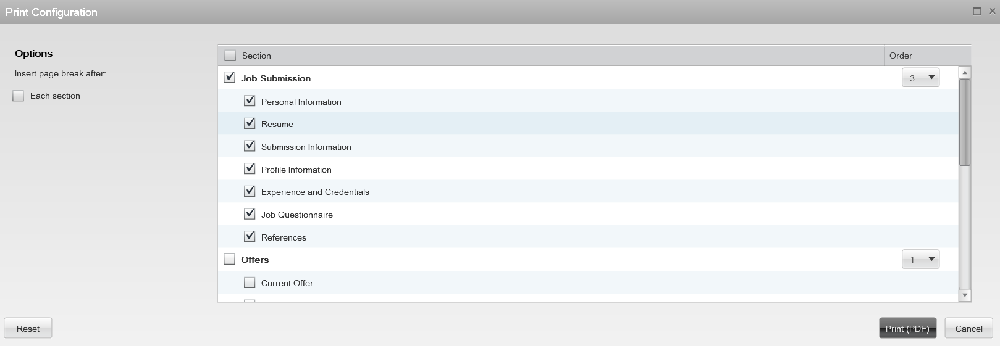 Print Configuration
Options
Insert page break after:
Each section
Section Order
Job Submission 3
Personal Information
Resume
Submission Information
Profile Information
Experience and Credentials
Job Questionnaire
References
Offers 1
Current Offer
Reset Print (PDF) Cancel